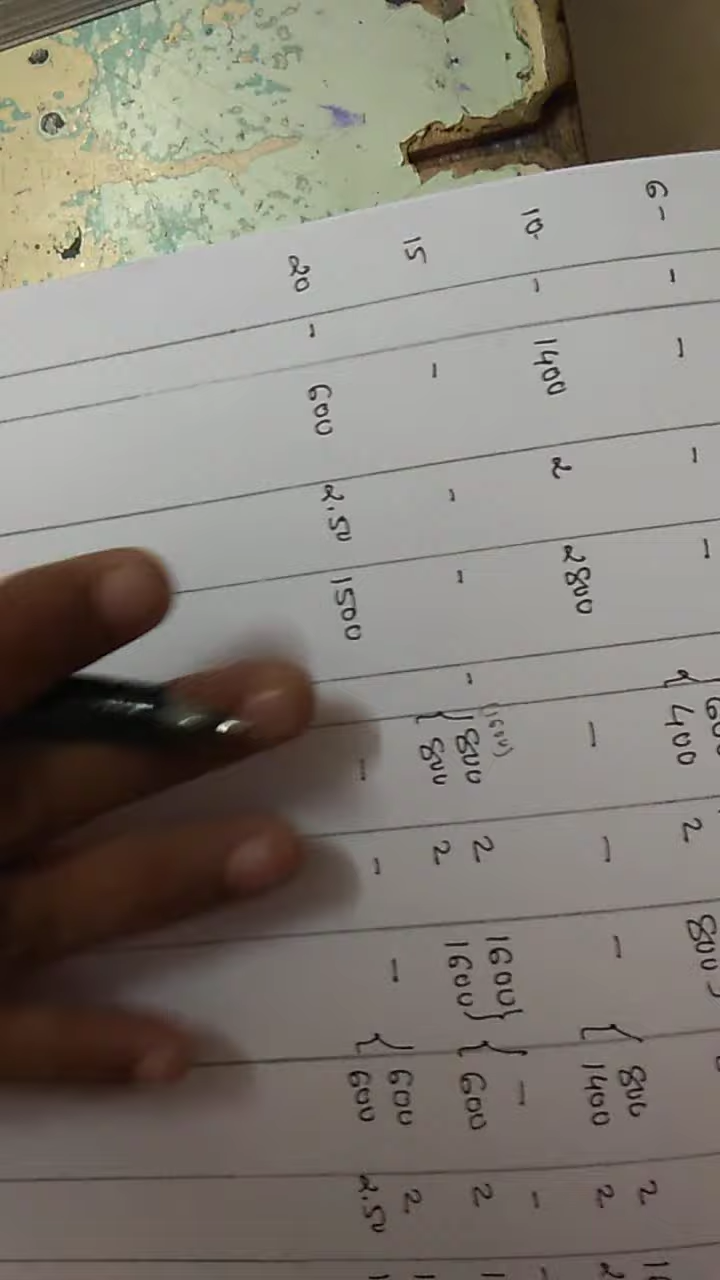 6 - - - - - { 400 2 800
10 - 1400 2 2800 - - - { 800 2
1400 2
15 - - - - { 800 2 1600 } { - -
(1600) 800 2 1600 } 600 2
20 - 600 2.50 1500 - - - { 600 2
600 2.50